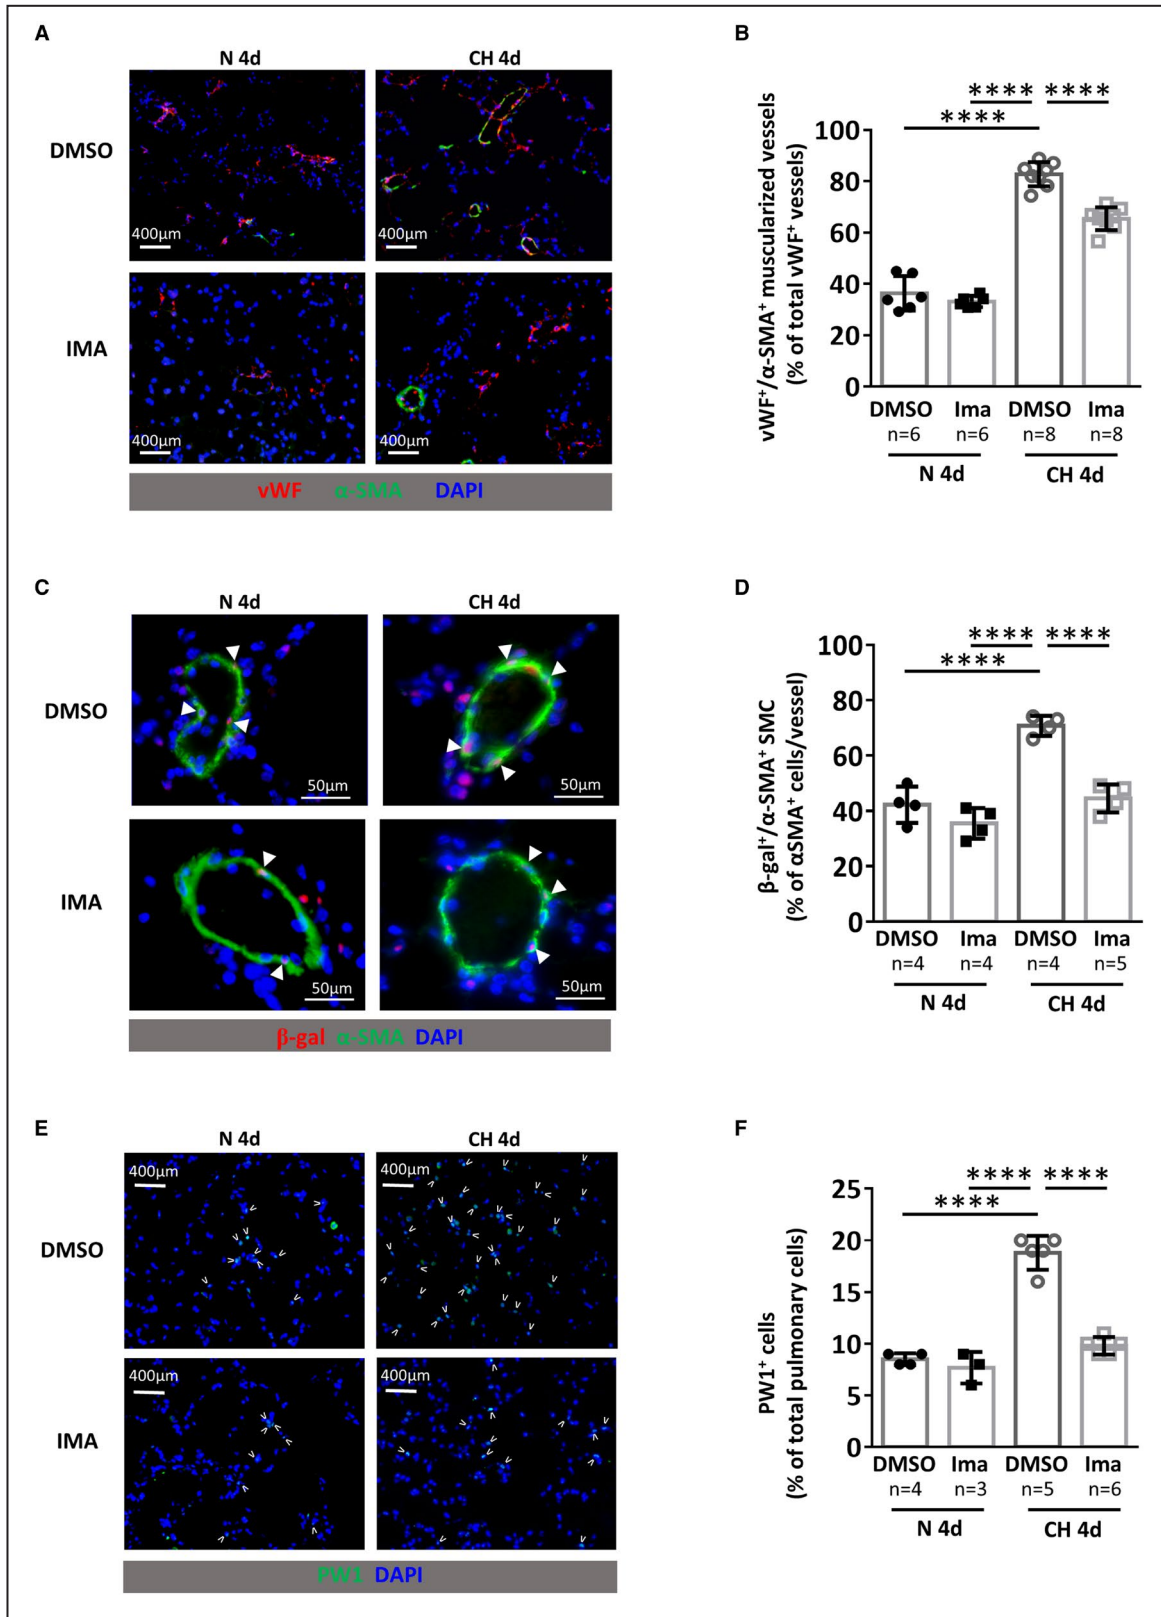 A
N 4d CH 4d
DMSO
400μm 400μm
IMA
400μm 400μm
vWF α-SMA DAPI
B
vWF⁺/α-SMA⁺ muscularized vessels
(% of total vWF⁺ vessels)
**** ****
****
100
80
60
40
20
0
DMSO Ima DMSO Ima
n=6 n=6 n=8 n=8
N 4d CH 4d
C
N 4d CH 4d
DMSO
50μm 50μm
IMA
50μm 50μm
β-gal α-SMA DAPI
D
β-gal⁺/α-SMA⁺ SMC
(% of αSMA⁺ cells/vessel)
**** ****
****
100
80
60
40
20
0
DMSO Ima DMSO Ima
n=4 n=4 n=4 n=5
N 4d CH 4d
E
N 4d CH 4d
400μm 400μm
DMSO
400μm 400μm
IMA
PW1 DAPI
F
PW1⁺ cells
(% of total pulmonary cells)
**** ****
****
25
20
15
10
5
0
DMSO Ima DMSO Ima
n=4 n=3 n=5 n=6
N 4d CH 4d